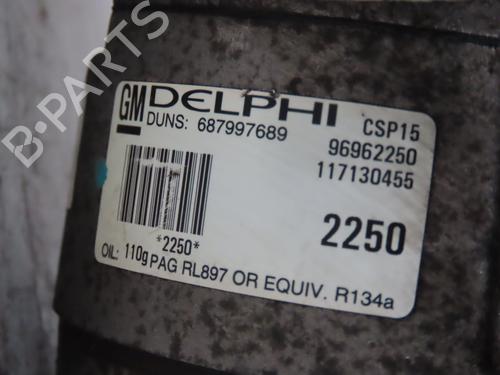 GM DELPHI CSP15
DUNS: 687997689 96962250
117130455
*2250* 2250
OIL: 110g PAG RL897 OR EQUIV. R134a
B-PARTS